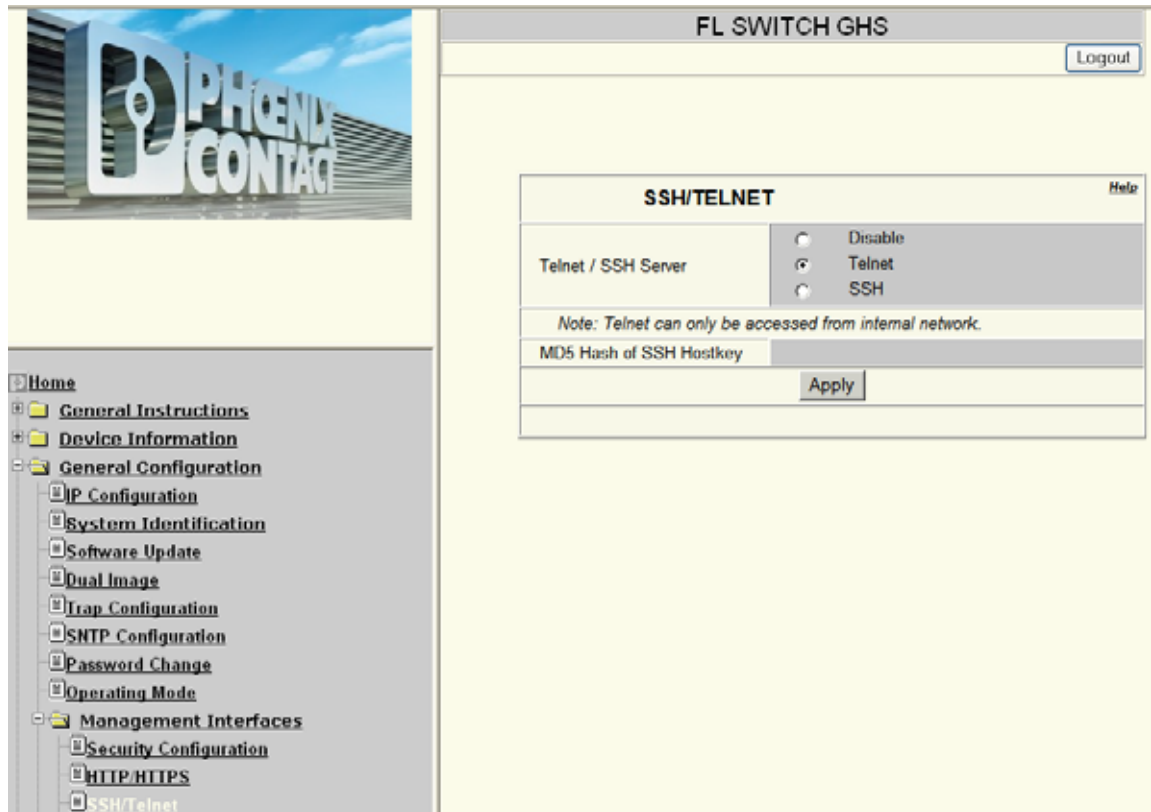 PHŒNIX
CONTACT
FL SWITCH GHS
Logout
SSH/TELNET
Help
Telnet / SSH Server
Disable
Telnet
SSH
Note: Telnet can only be accessed from internal network.
MD5 Hash of SSH Hostkey
Apply
Home
General Instructions
Device Information
General Configuration
IP Configuration
System Identification
Software Update
Dual Image
Trap Configuration
SNTP Configuration
Password Change
Operating Mode
Management Interfaces
Security Configuration
HTTP/HTTPS
SSH/Telnet